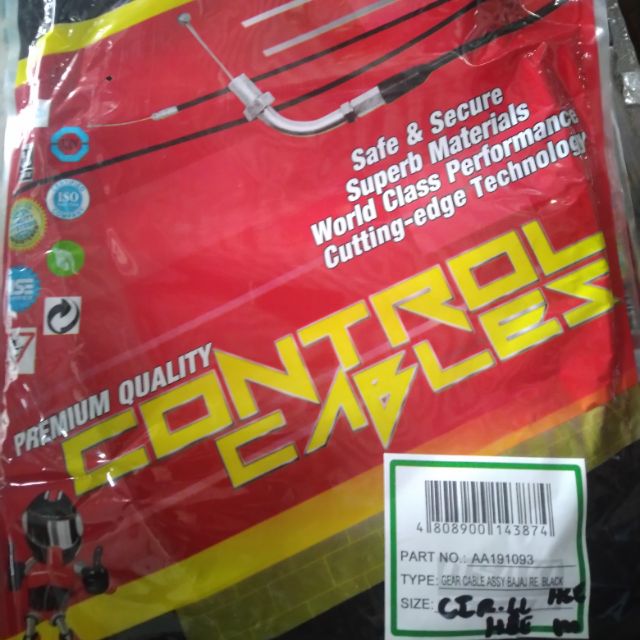 Safe & Secure
Superb Materials
World Class Performance
Cutting-edge Technology
ISO
PREMIUM QUALITY
CONTROL
CABLES
4 808900 143874
PART NO.: AA191093
TYPE: GEAR CABLE ASSY BAJAJ RE BLACK
SIZE: